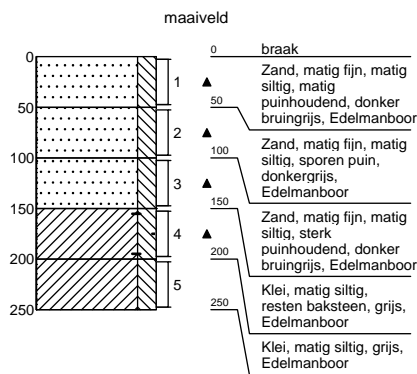 maaiveld
0
50
100
150
200
250
1
2
3
4
5
0 braak
Zand, matig fijn, matig
siltig, matig
puinhoudend, donker
bruingrijs, Edelmanboor
50
Zand, matig fijn, matig
siltig, sporen puin,
donkergrijs,
Edelmanboor
100
Zand, matig fijn, matig
siltig, sterk
puinhoudend, donker
bruingrijs, Edelmanboor
150
Klei, matig siltig,
resten baksteen, grijs,
Edelmanboor
200
Klei, matig siltig, grijs,
Edelmanboor
250